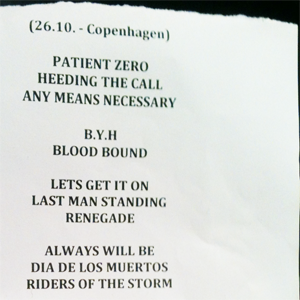 (26.10. - Copenhagen)
PATIENT ZERO
HEEDING THE CALL
ANY MEANS NECESSARY
B.Y.H
BLOOD BOUND
LETS GET IT ON
LAST MAN STANDING
RENEGADE
ALWAYS WILL BE
DIA DE LOS MUERTOS
RIDERS OF THE STORM